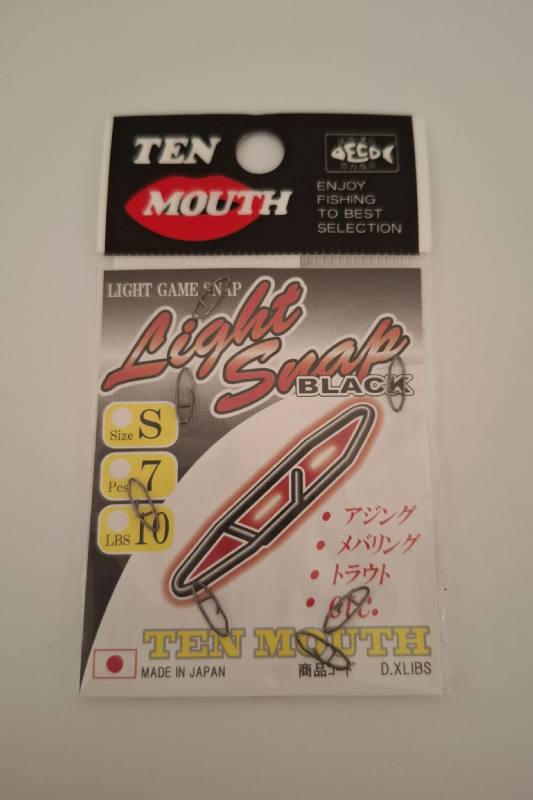 TEN
MOUTH
DECOI
ENJOY
FISHING
TO BEST
SELECTION
LIGHT GAME SNAP
Light
Snap
BLACK
Size S
Pcs 7
LBS 10
• アジング
• メバリング
• トラウト
• etc.
TEN MOUTH
MADE IN JAPAN
商品コード D.XLIBS